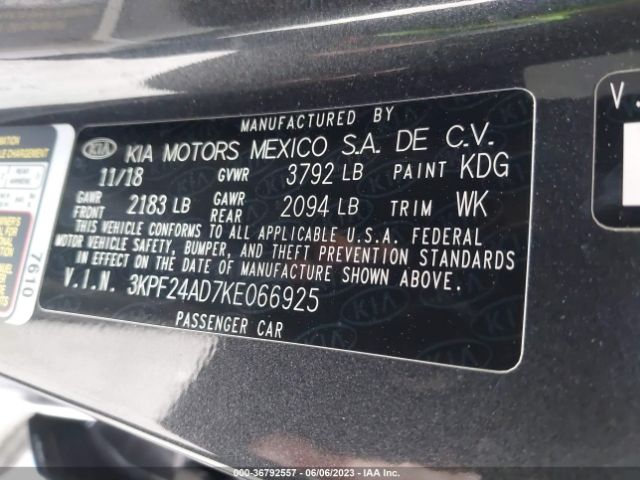 MANUFACTURED BY
KIA KIA MOTORS MEXICO S.A. DE C.V.
11/18 GVWR 3792 LB PAINT KDG
GAWR FRONT 2183 LB GAWR REAR 2094 LB TRIM WK
THIS VEHICLE CONFORMS TO ALL APPLICABLE U.S.A. FEDERAL
MOTOR VEHICLE SAFETY, BUMPER, AND THEFT PREVENTION STANDARDS
IN EFFECT ON THE DATE OF MANUFACTURE SHOWN ABOVE.
V.I.N. 3KPF24AD7KE066925
PASSENGER CAR
7610
V.
© - 36792557 - 06/06/2023 - IAA Inc.